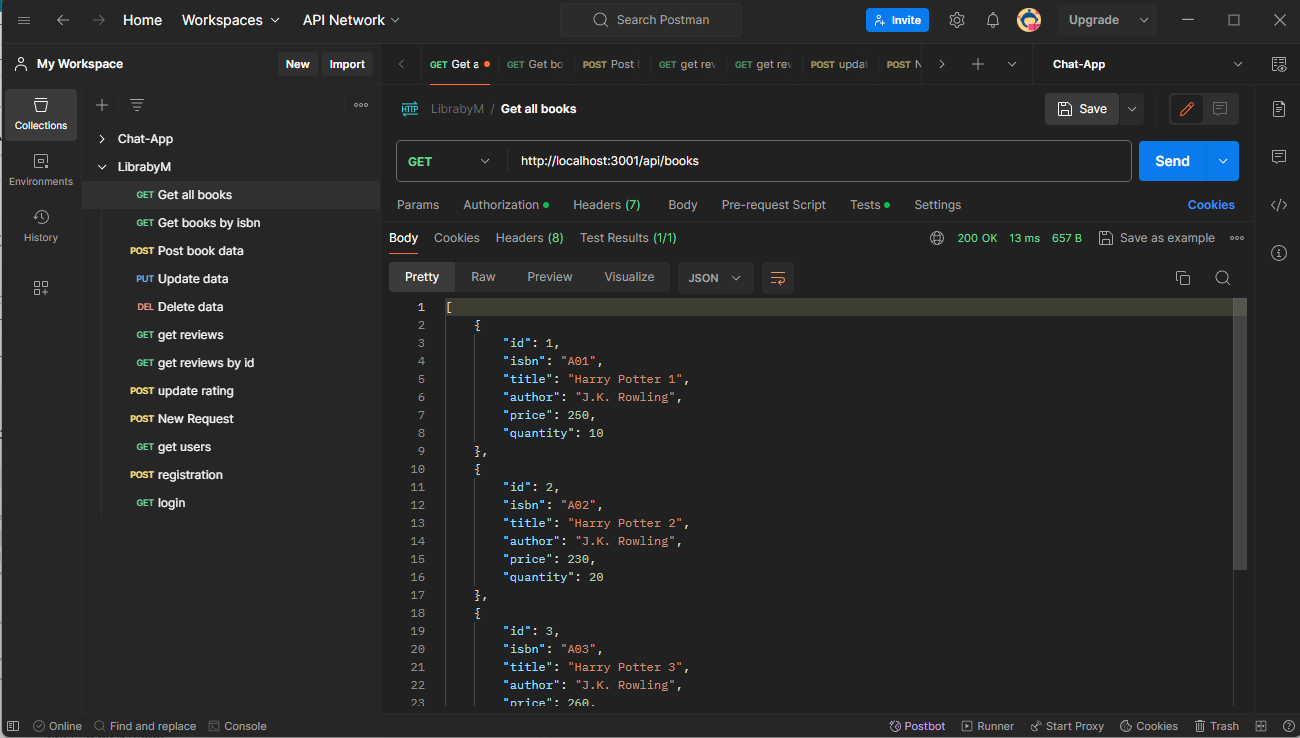 Home Workspaces API Network Search Postman Invite Upgrade
My Workspace New Import
GET Get a GET Get bo POST Post GET get rev GET get rev POST updat POST N Chat-App
Collections
Environments
History
Chat-App
LibrabyM
GET Get all books
GET Get books by isbn
POST Post book data
PUT Update data
DEL Delete data
GET get reviews
GET get reviews by id
POST update rating
POST New Request
GET get users
POST registration
GET login
HTTP LibrabyM / Get all books Save
GET http://localhost:3001/api/books Send
Params Authorization Headers (7) Body Pre-request Script Tests Settings Cookies
Body Cookies Headers (8) Test Results (1/1) 200 OK 13 ms 657 B Save as example
Pretty Raw Preview Visualize JSON
1 [
2 {
3 "id": 1,
4 "isbn": "A01",
5 "title": "Harry Potter 1",
6 "author": "J.K. Rowling",
7 "price": 250,
8 "quantity": 10
9 },
10 {
11 "id": 2,
12 "isbn": "A02",
13 "title": "Harry Potter 2",
14 "author": "J.K. Rowling",
15 "price": 230,
16 "quantity": 20
17 },
18 {
19 "id": 3,
20 "isbn": "A03",
21 "title": "Harry Potter 3",
22 "author": "J.K. Rowling",
23 "price": 260,
Online Find and replace Console Postbot Runner Start Proxy Cookies Trash